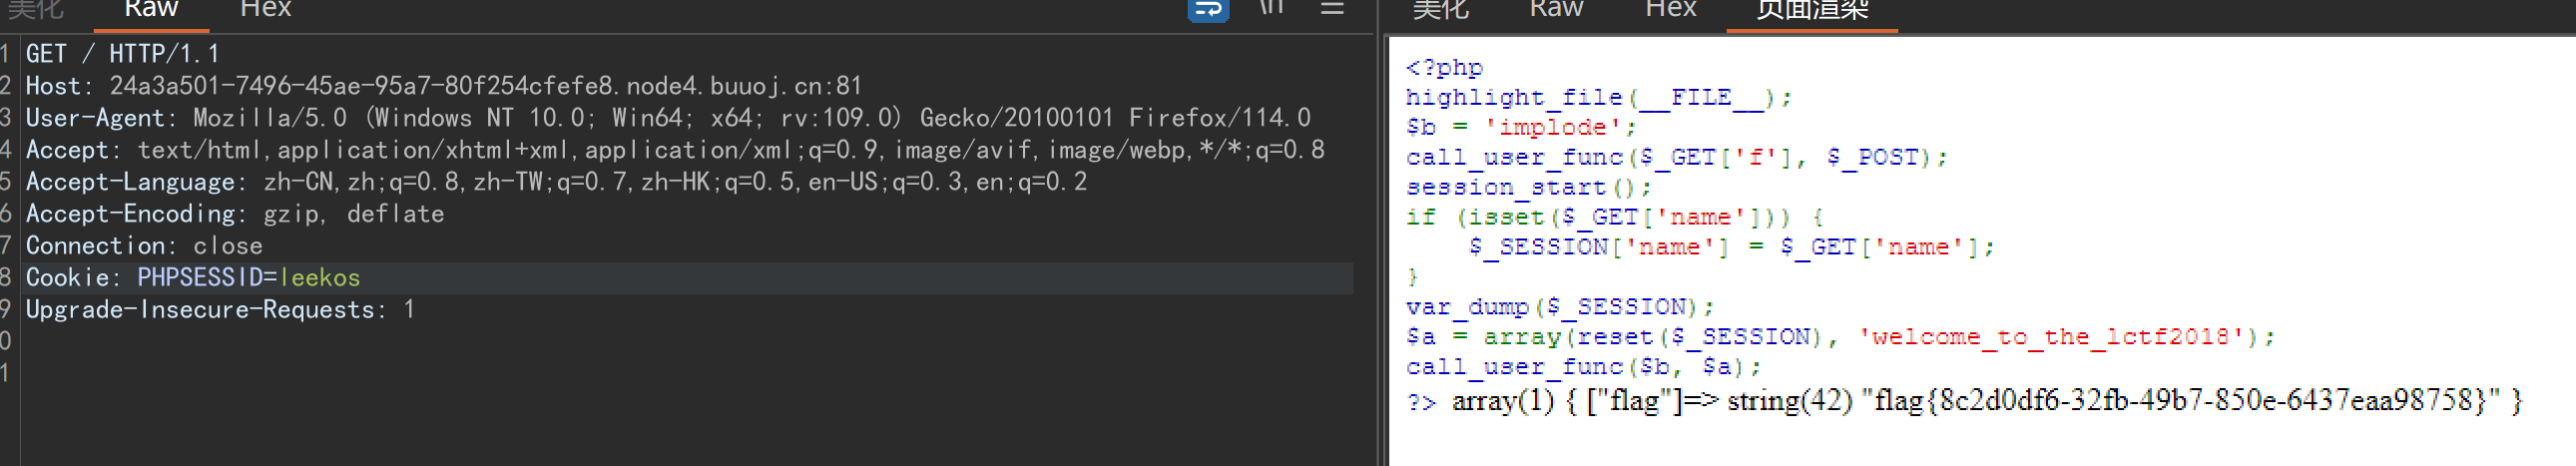 美化 Raw Hex \n
1 GET / HTTP/1.1
2 Host: 24a3a501-7496-45ae-95a7-80f254cfefe8.node4.buuoj.cn:81
3 User-Agent: Mozilla/5.0 (Windows NT 10.0; Win64; x64; rv:109.0) Gecko/20100101 Firefox/114.0
4 Accept: text/html,application/xhtml+xml,application/xml;q=0.9,image/avif,image/webp,*/*;q=0.8
5 Accept-Language: zh-CN,zh;q=0.8,zh-TW;q=0.7,zh-HK;q=0.5,en-US;q=0.3,en;q=0.2
6 Accept-Encoding: gzip, deflate
7 Connection: close
8 Cookie: PHPSESSID=leekos
9 Upgrade-Insecure-Requests: 1
0
1
美化 Raw Hex 页面渲染
<?php
highlight_file(__FILE__);
$b = 'implode';
call_user_func($_GET['f'], $_POST);
session_start();
if (isset($_GET['name'])) {
    $_SESSION['name'] = $_GET['name'];
}
var_dump($_SESSION);
$a = array(reset($_SESSION), 'welcome_to_the_lctf2018');
call_user_func($b, $a);
?> array(1) { ["flag"]=> string(42) "flag{8c2d0df6-32fb-49b7-850e-6437eaa98758}" }